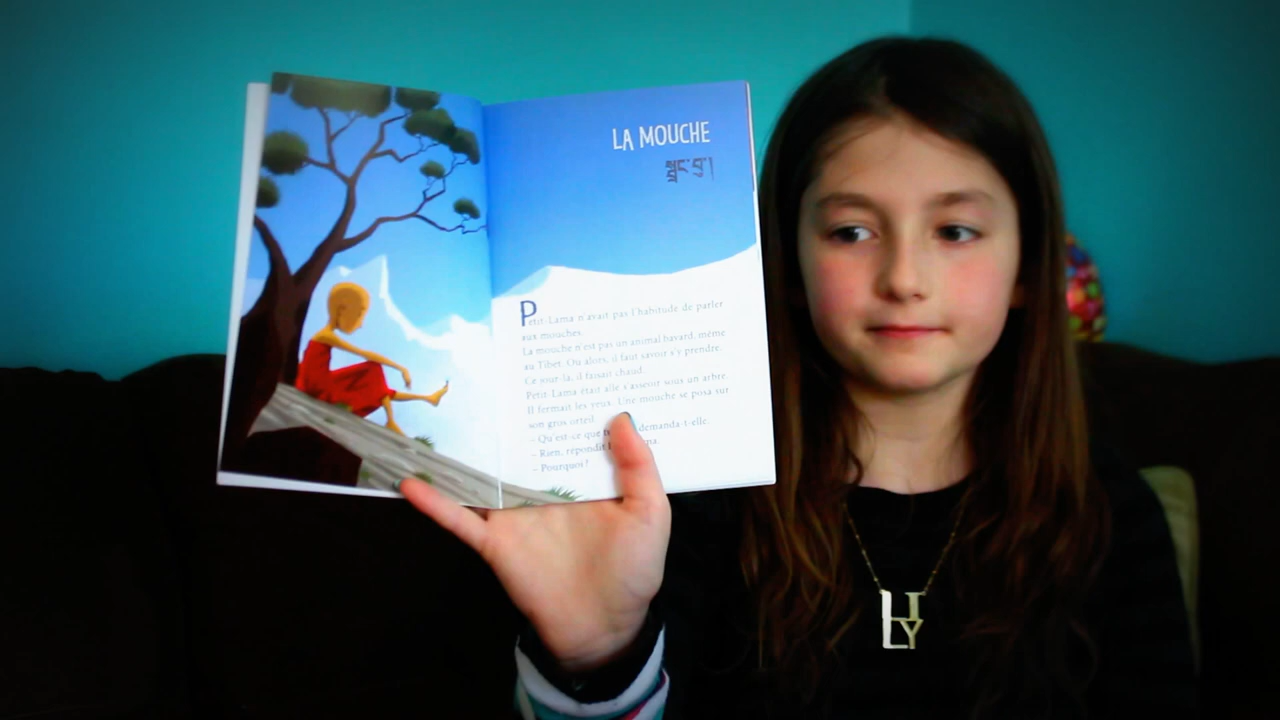 LA MOUCHE
སྦྲང་བུ།
Petit-Lama n'avait pas l'habitude de parler
aux mouches.
La mouche n'est pas un animal bavard, même
au Tibet. Ou alors, il faut savoir s'y prendre.
Ce jour-là, il faisait chaud.
Petit-Lama était allé s'asseoir sous un arbre.
Il fermait les yeux. Une mouche se posa sur
son gros orteil.
– Qu'est-ce que demanda-t-elle.
– Rien, répondit
– Pourquoi ?
LI
LY